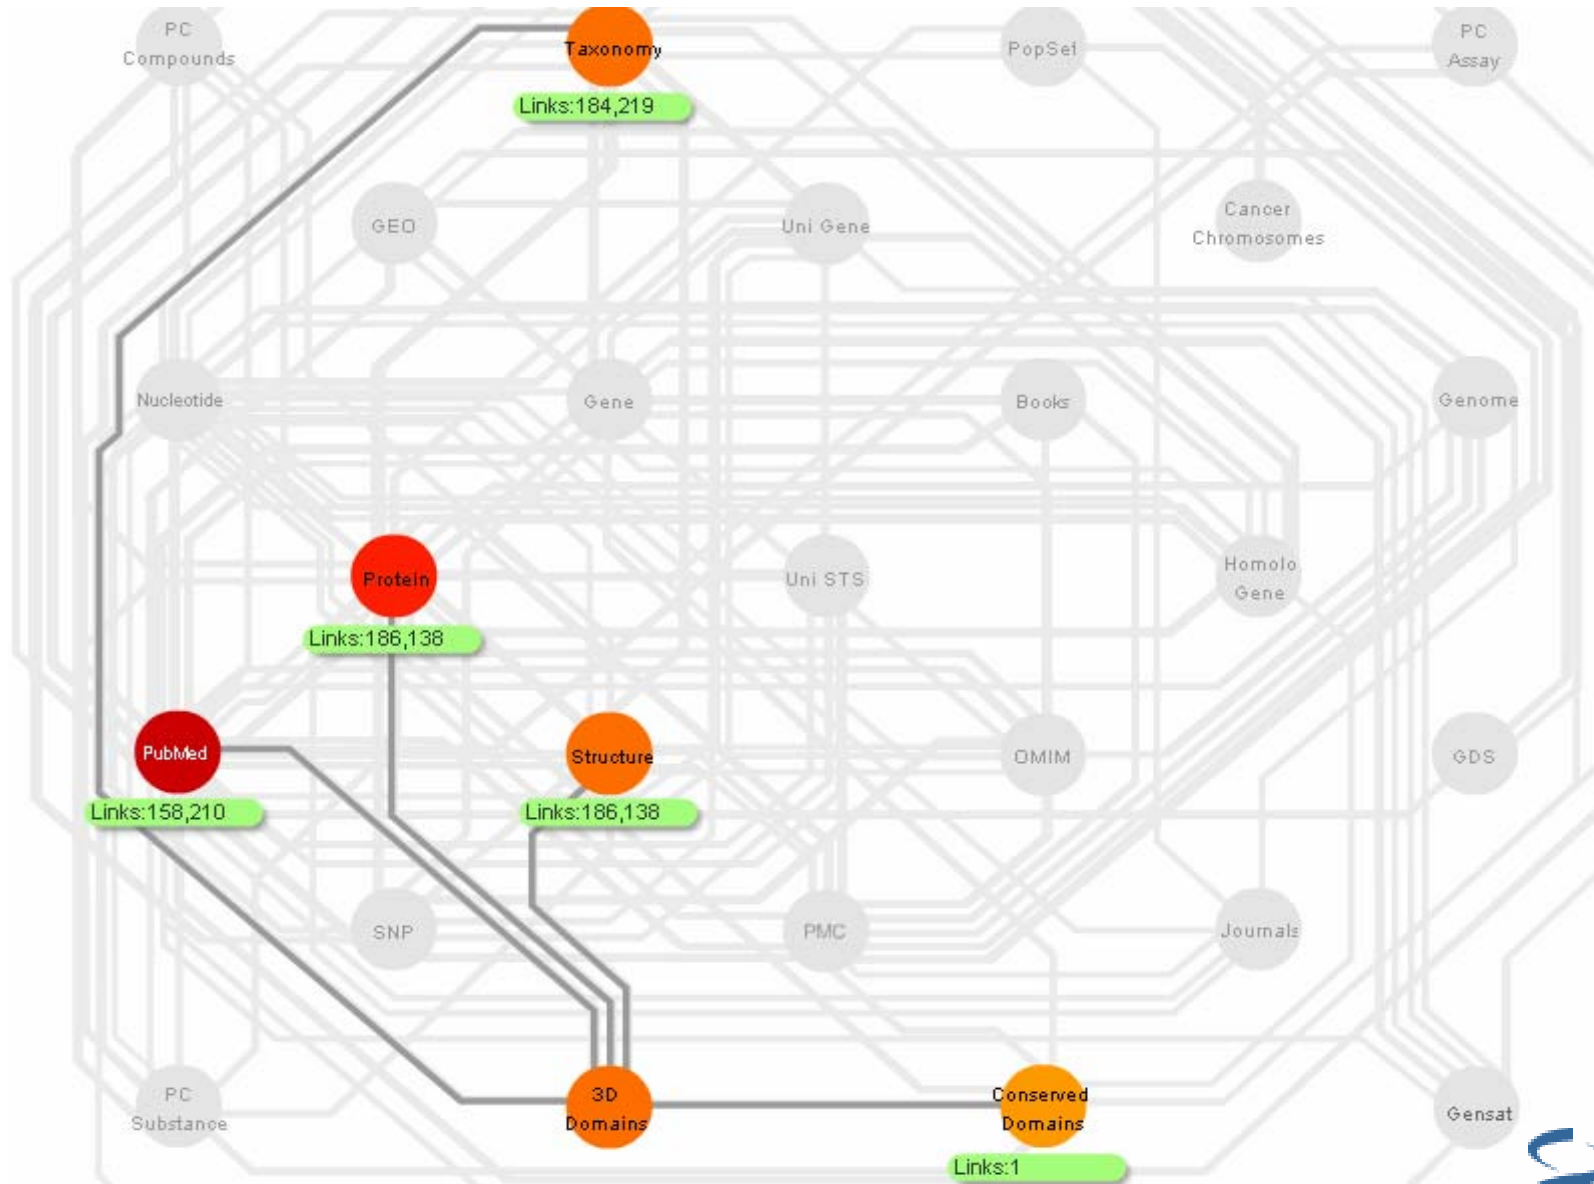 PC
Compounds
Taxonomy
PopSet
PC
Assay
Links:184,219
GEO
Uni Gene
Cancer
Chromosomes
Nucleotide
Gene
Books
Genome
Protein
Uni STS
Homolo
Gene
Links:186,138
PubMed
Structure
OMIM
GDS
Links:158,210
Links:186,138
SNP
PMC
Journals
PC
Substance
3D
Domains
Conserved
Domains
Gensat
Links:1